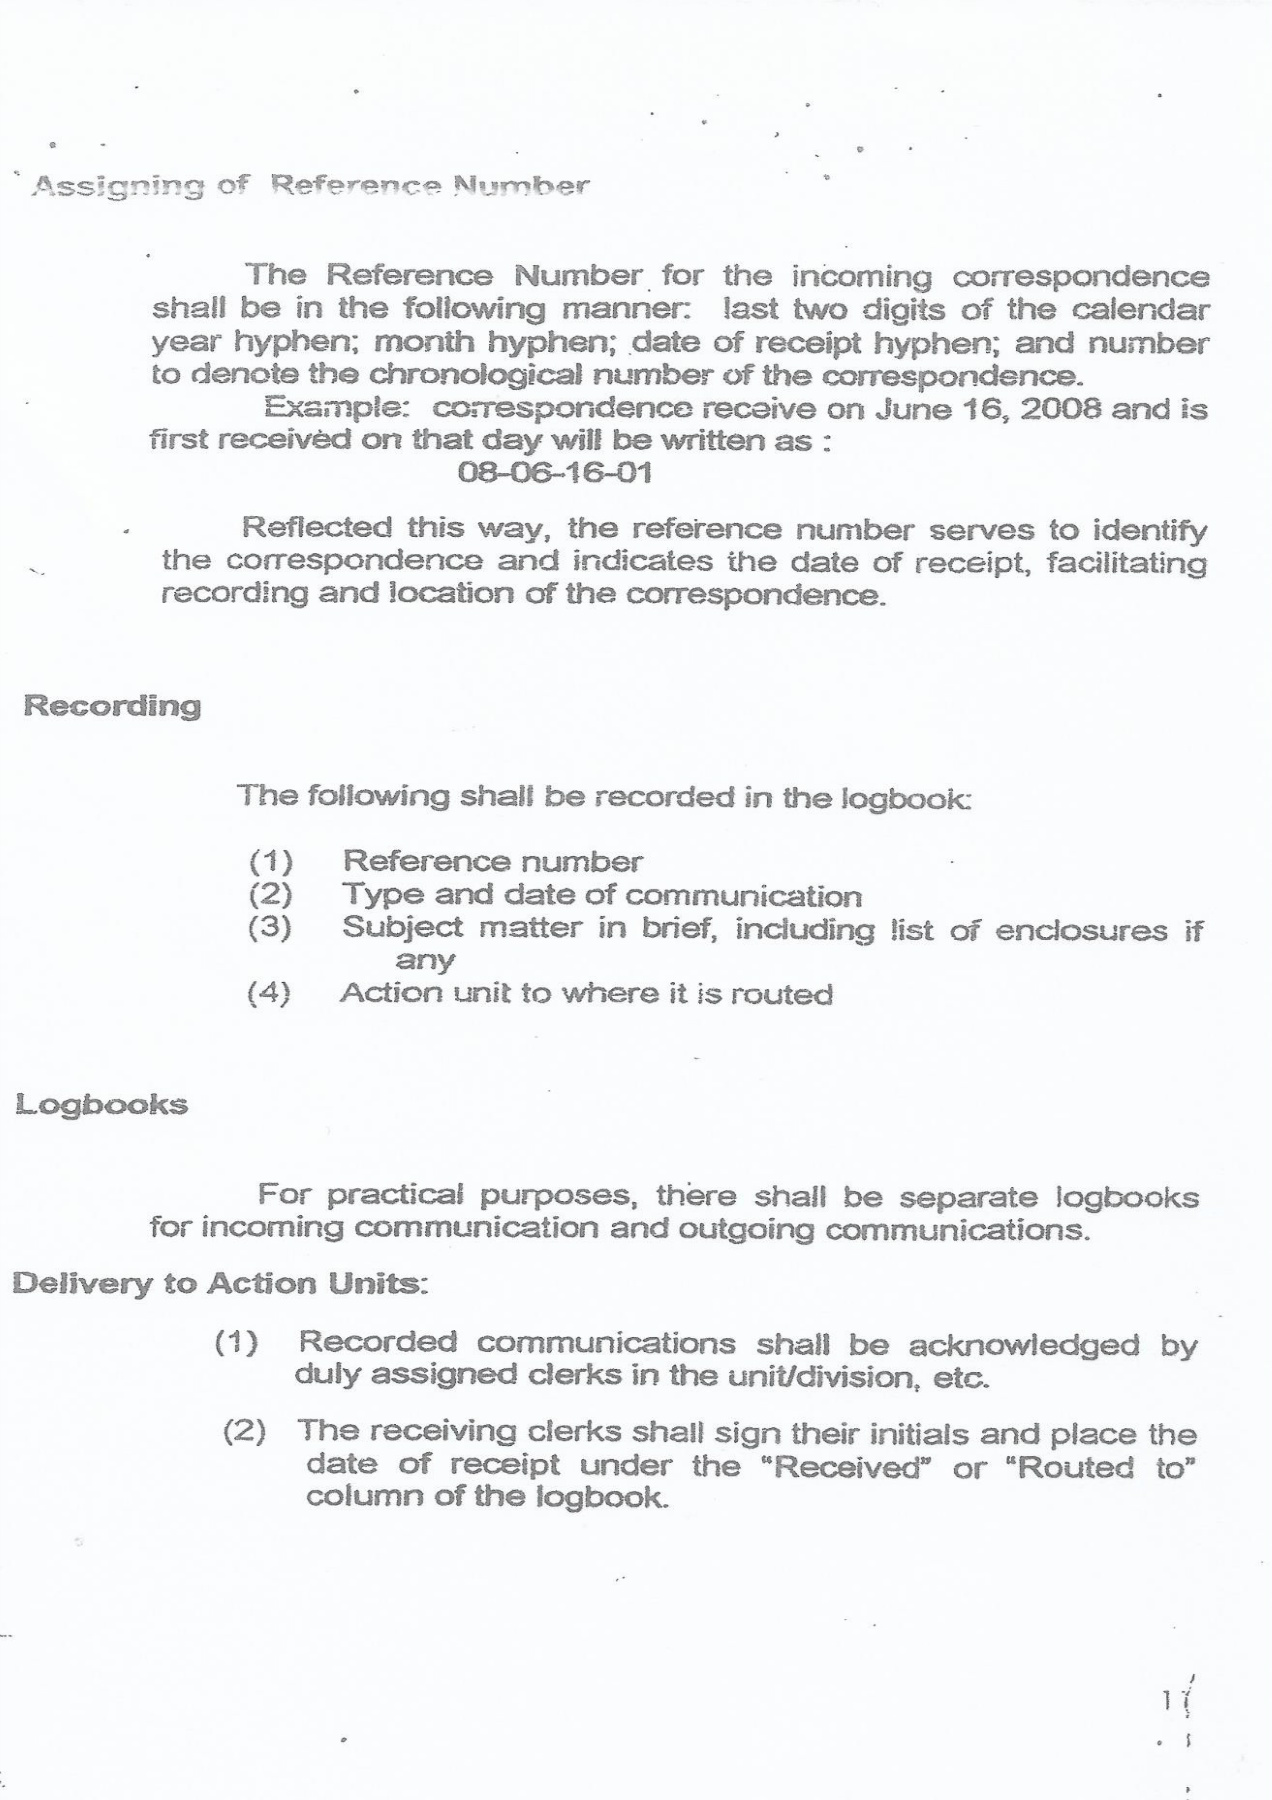 Assigning of Reference Number
The Reference Number for the incoming correspondence
shall be in the following manner: last two digits of the calendar
year hyphen; month hyphen; date of receipt hyphen; and number
to denote the chronological number of the correspondence.
Example: correspondence receive on June 16, 2008 and is
first received on that day will be written as :
08-06-16-01
Reflected this way, the reference number serves to identify
the correspondence and indicates the date of receipt, facilitating
recording and location of the correspondence.
Recording
The following shall be recorded in the logbook:
(1) Reference number
(2) Type and date of communication
(3) Subject matter in brief, including list of enclosures if
any
(4) Action unit to where it is routed
Logbooks
For practical purposes, there shall be separate logbooks
for incoming communication and outgoing communications.
Delivery to Action Units:
(1) Recorded communications shall be acknowledged by
duly assigned clerks in the unit/division, etc.
(2) The receiving clerks shall sign their initials and place the
date of receipt under the "Received" or "Routed to"
column of the logbook.